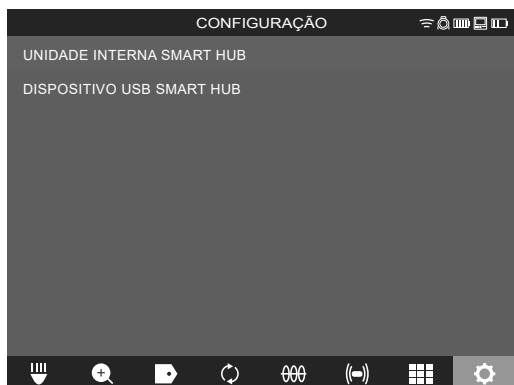 CONFIGURAÇÃO
UNIDADE INTERNA SMART HUB
DISPOSITIVO USB SMART HUB